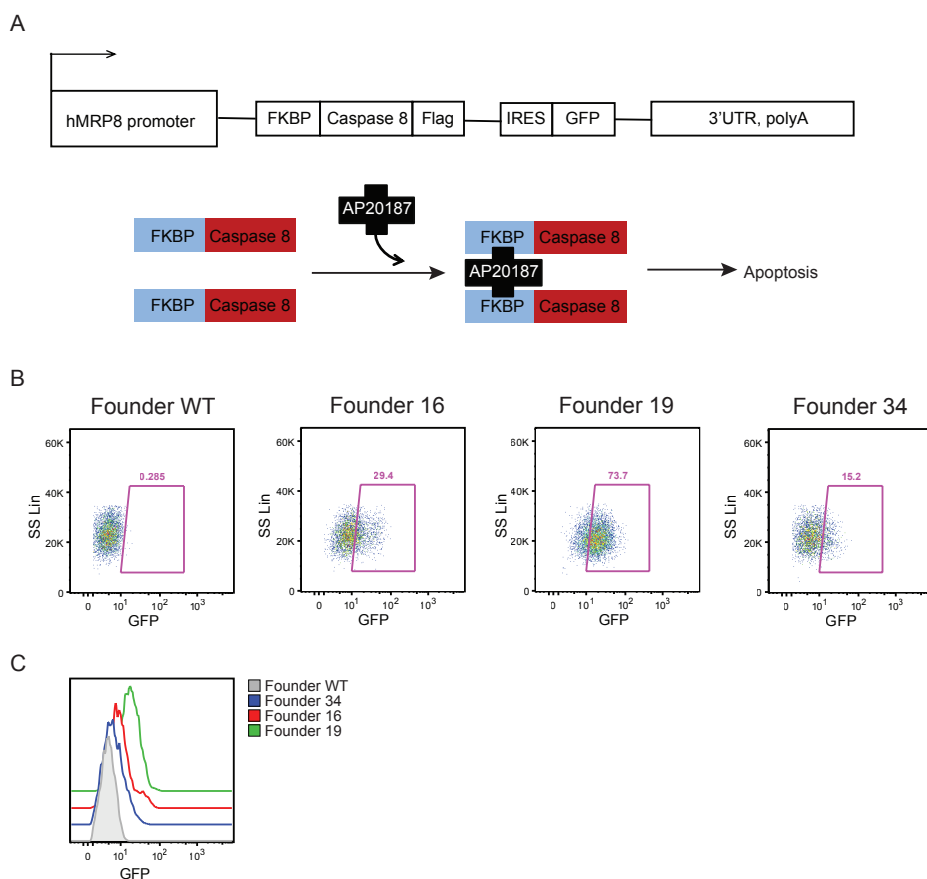 A
hMRP8 promoter
FKBP
Caspase 8
Flag
IRES
GFP
3'UTR, polyA
AP20187
FKBP
Caspase 8
FKBP
Caspase 8
FKBP
Caspase 8
AP20187
FKBP
Caspase 8
Apoptosis
B
Founder WT
Founder 16
Founder 19
Founder 34
60K
40K
20K
0
SS Lin
0.285
0
10¹
10²
10³
GFP
60K
40K
20K
0
SS Lin
29.4
0
10¹
10²
10³
GFP
60K
40K
20K
0
SS Lin
73.7
0
10¹
10²
10³
GFP
60K
40K
20K
0
SS Lin
15.2
0
10¹
10²
10³
GFP
C
Founder WT
Founder 34
Founder 16
Founder 19
0
10¹
10²
10³
GFP